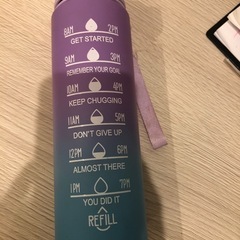 8AM 2PM
GET STARTED
9AM 3PM
REMEMBER YOUR GOAL
10AM 4PM
KEEP CHUGGING
11AM 5PM
DON'T GIVE UP
12PM 6PM
ALMOST THERE
1PM 7PM
YOU DID IT
REFILL